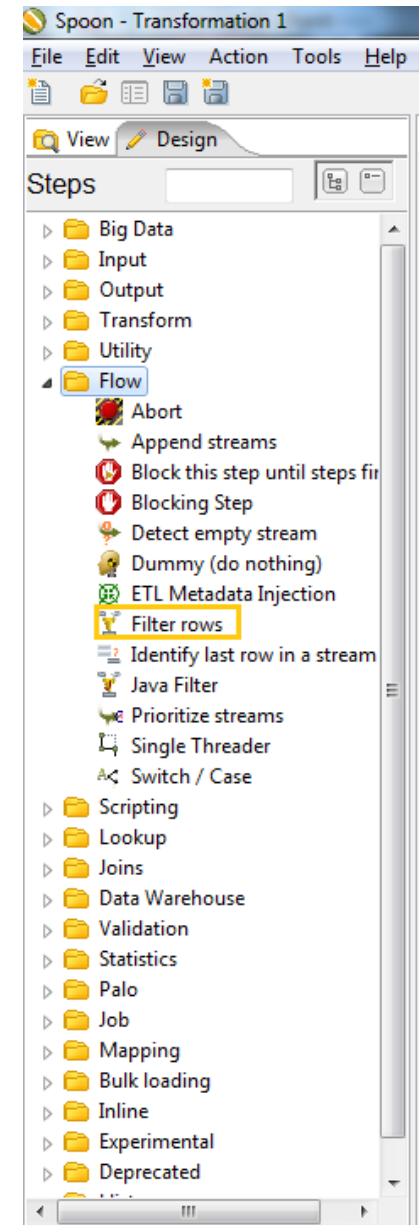 Spoon - Transformation 1
File Edit View Action Tools Help
View Design
Steps
Big Data
Input
Output
Transform
Utility
Flow
Abort
Append streams
Block this step until steps fir
Blocking Step
Detect empty stream
Dummy (do nothing)
ETL Metadata Injection
Filter rows
Identify last row in a stream
Java Filter
Prioritize streams
Single Threader
Switch / Case
Scripting
Lookup
Joins
Data Warehouse
Validation
Statistics
Palo
Job
Mapping
Bulk loading
Inline
Experimental
Deprecated